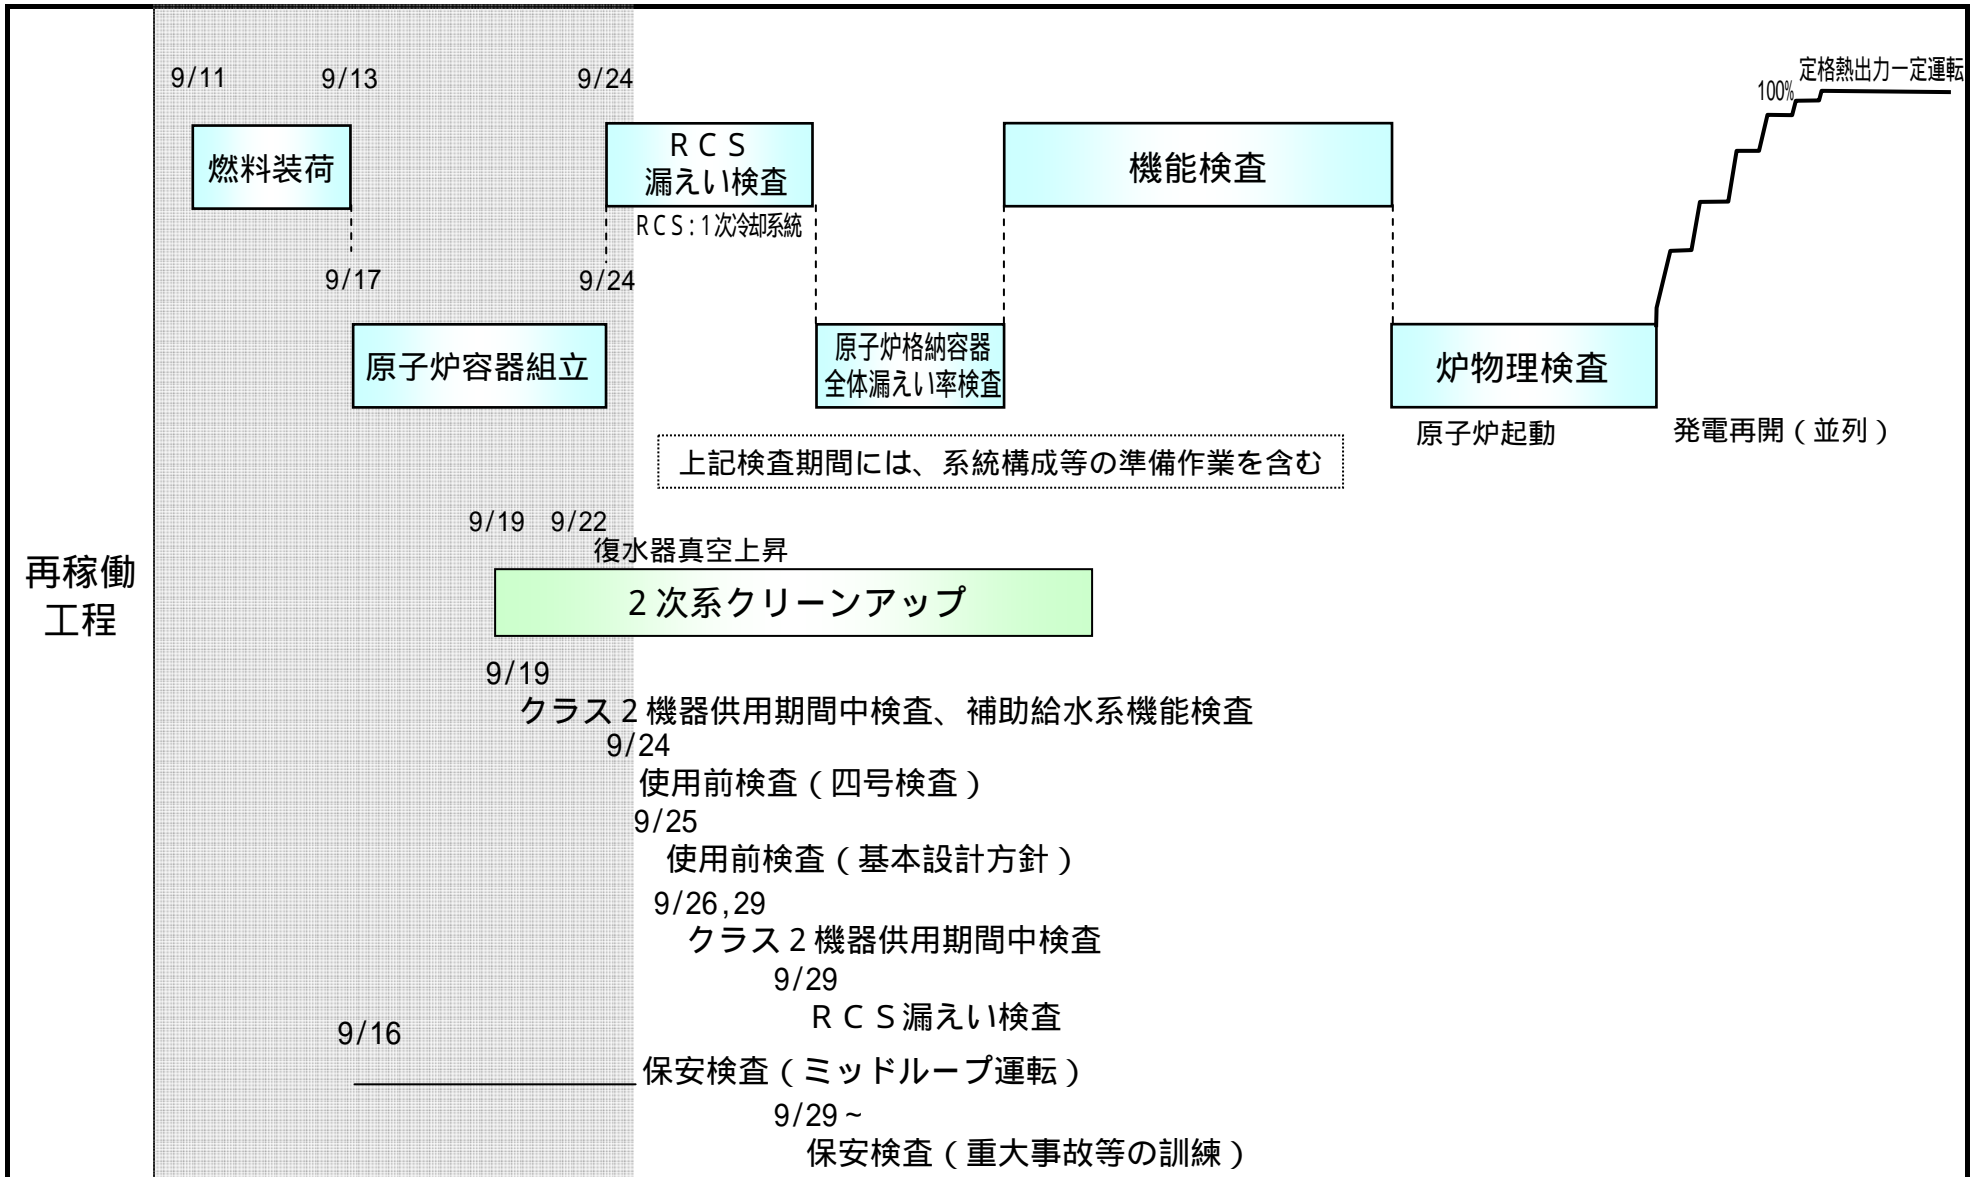 9/11 9/13 9/24
定格熱出力一定運転
100%
燃料装荷
ＲＣＳ
漏えい検査
機能検査
ＲＣＳ：１次冷却系統
9/17 9/24
原子炉容器組立
原子炉格納容器
全体漏えい率検査
炉物理検査
原子炉起動
発電再開（並列）
上記検査期間には、系統構成等の準備作業を含む
9/19 9/22
復水器真空上昇
２次系クリーンアップ
再稼働
工程
9/19
クラス２機器供用期間中検査、補助給水系機能検査
9/24
使用前検査（四号検査）
9/25
使用前検査（基本設計方針）
9/26,29
クラス２機器供用期間中検査
9/29
ＲＣＳ漏えい検査
9/16
保安検査（ミッドループ運転）
9/29～
保安検査（重大事故等の訓練）